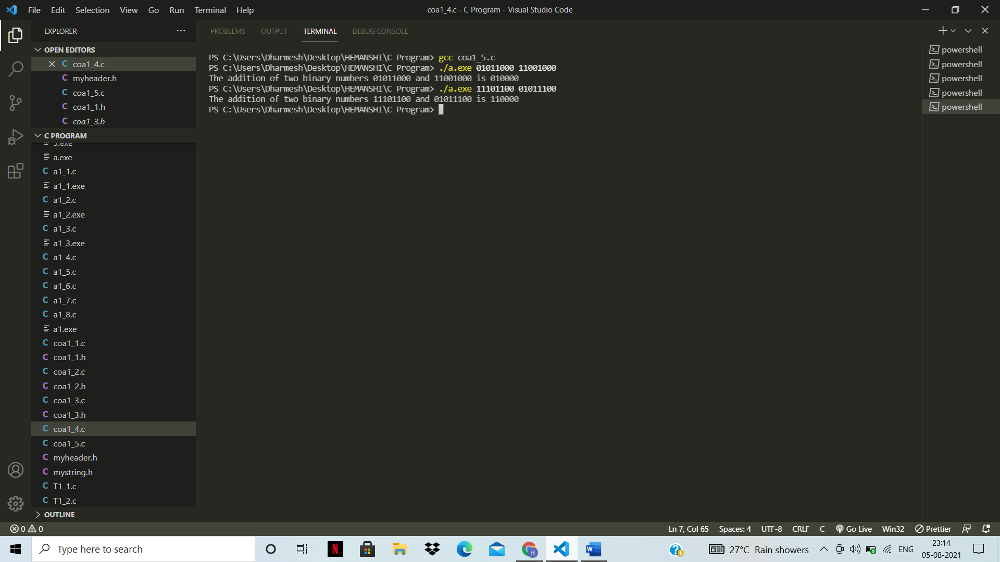 File Edit Selection View Go Run Terminal Help
coa1_4.c - C Program - Visual Studio Code
EXPLORER
OPEN EDITORS
coa1_4.c
myheader.h
coa1_5.c
coa1_1.h
coa1_3.h
C PROGRAM
3.exe
a.exe
a1_1.c
a1_1.exe
a1_2.c
a1_2.exe
a1_3.c
a1_3.exe
a1_4.c
a1_5.c
a1_6.c
a1_7.c
a1_8.c
a1.exe
coa1_1.c
coa1_1.h
coa1_2.c
coa1_2.h
coa1_3.c
coa1_3.h
coa1_4.c
coa1_5.c
myheader.h
mystring.h
T1_1.c
T1_2.c
OUTLINE
PROBLEMS OUTPUT TERMINAL DEBUG CONSOLE
PS C:\Users\Dharmesh\Desktop\HEMANSHI\C Program> gcc coa1_5.c
PS C:\Users\Dharmesh\Desktop\HEMANSHI\C Program> ./a.exe 01011000 11001000
The addition of two binary numbers 01011000 and 11001000 is 010000
PS C:\Users\Dharmesh\Desktop\HEMANSHI\C Program> ./a.exe 11101100 01011100
The addition of two binary numbers 11101100 and 01011100 is 110000
PS C:\Users\Dharmesh\Desktop\HEMANSHI\C Program>
powershell
powershell
powershell
powershell
powershell
0 0
Ln 7, Col 65 Spaces: 4 UTF-8 CRLF C Go Live Win32 Prettier
Type here to search
27°C Rain showers
ENG
23:14
05-08-2021